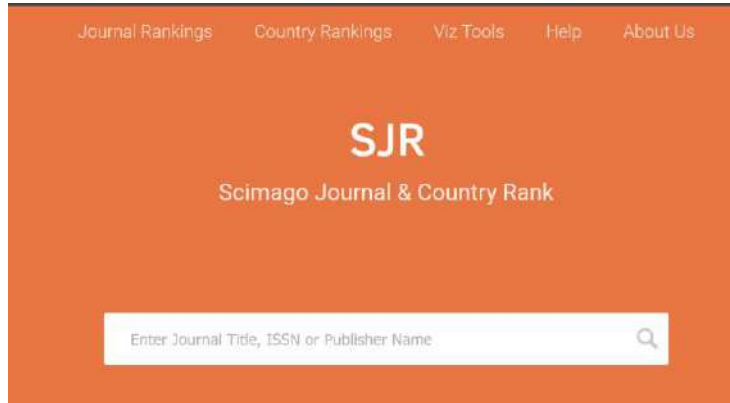 Journal Rankings Country Rankings Viz Tools Help About Us
SJR
Scimago Journal & Country Rank
Enter Journal Title, ISSN or Publisher Name